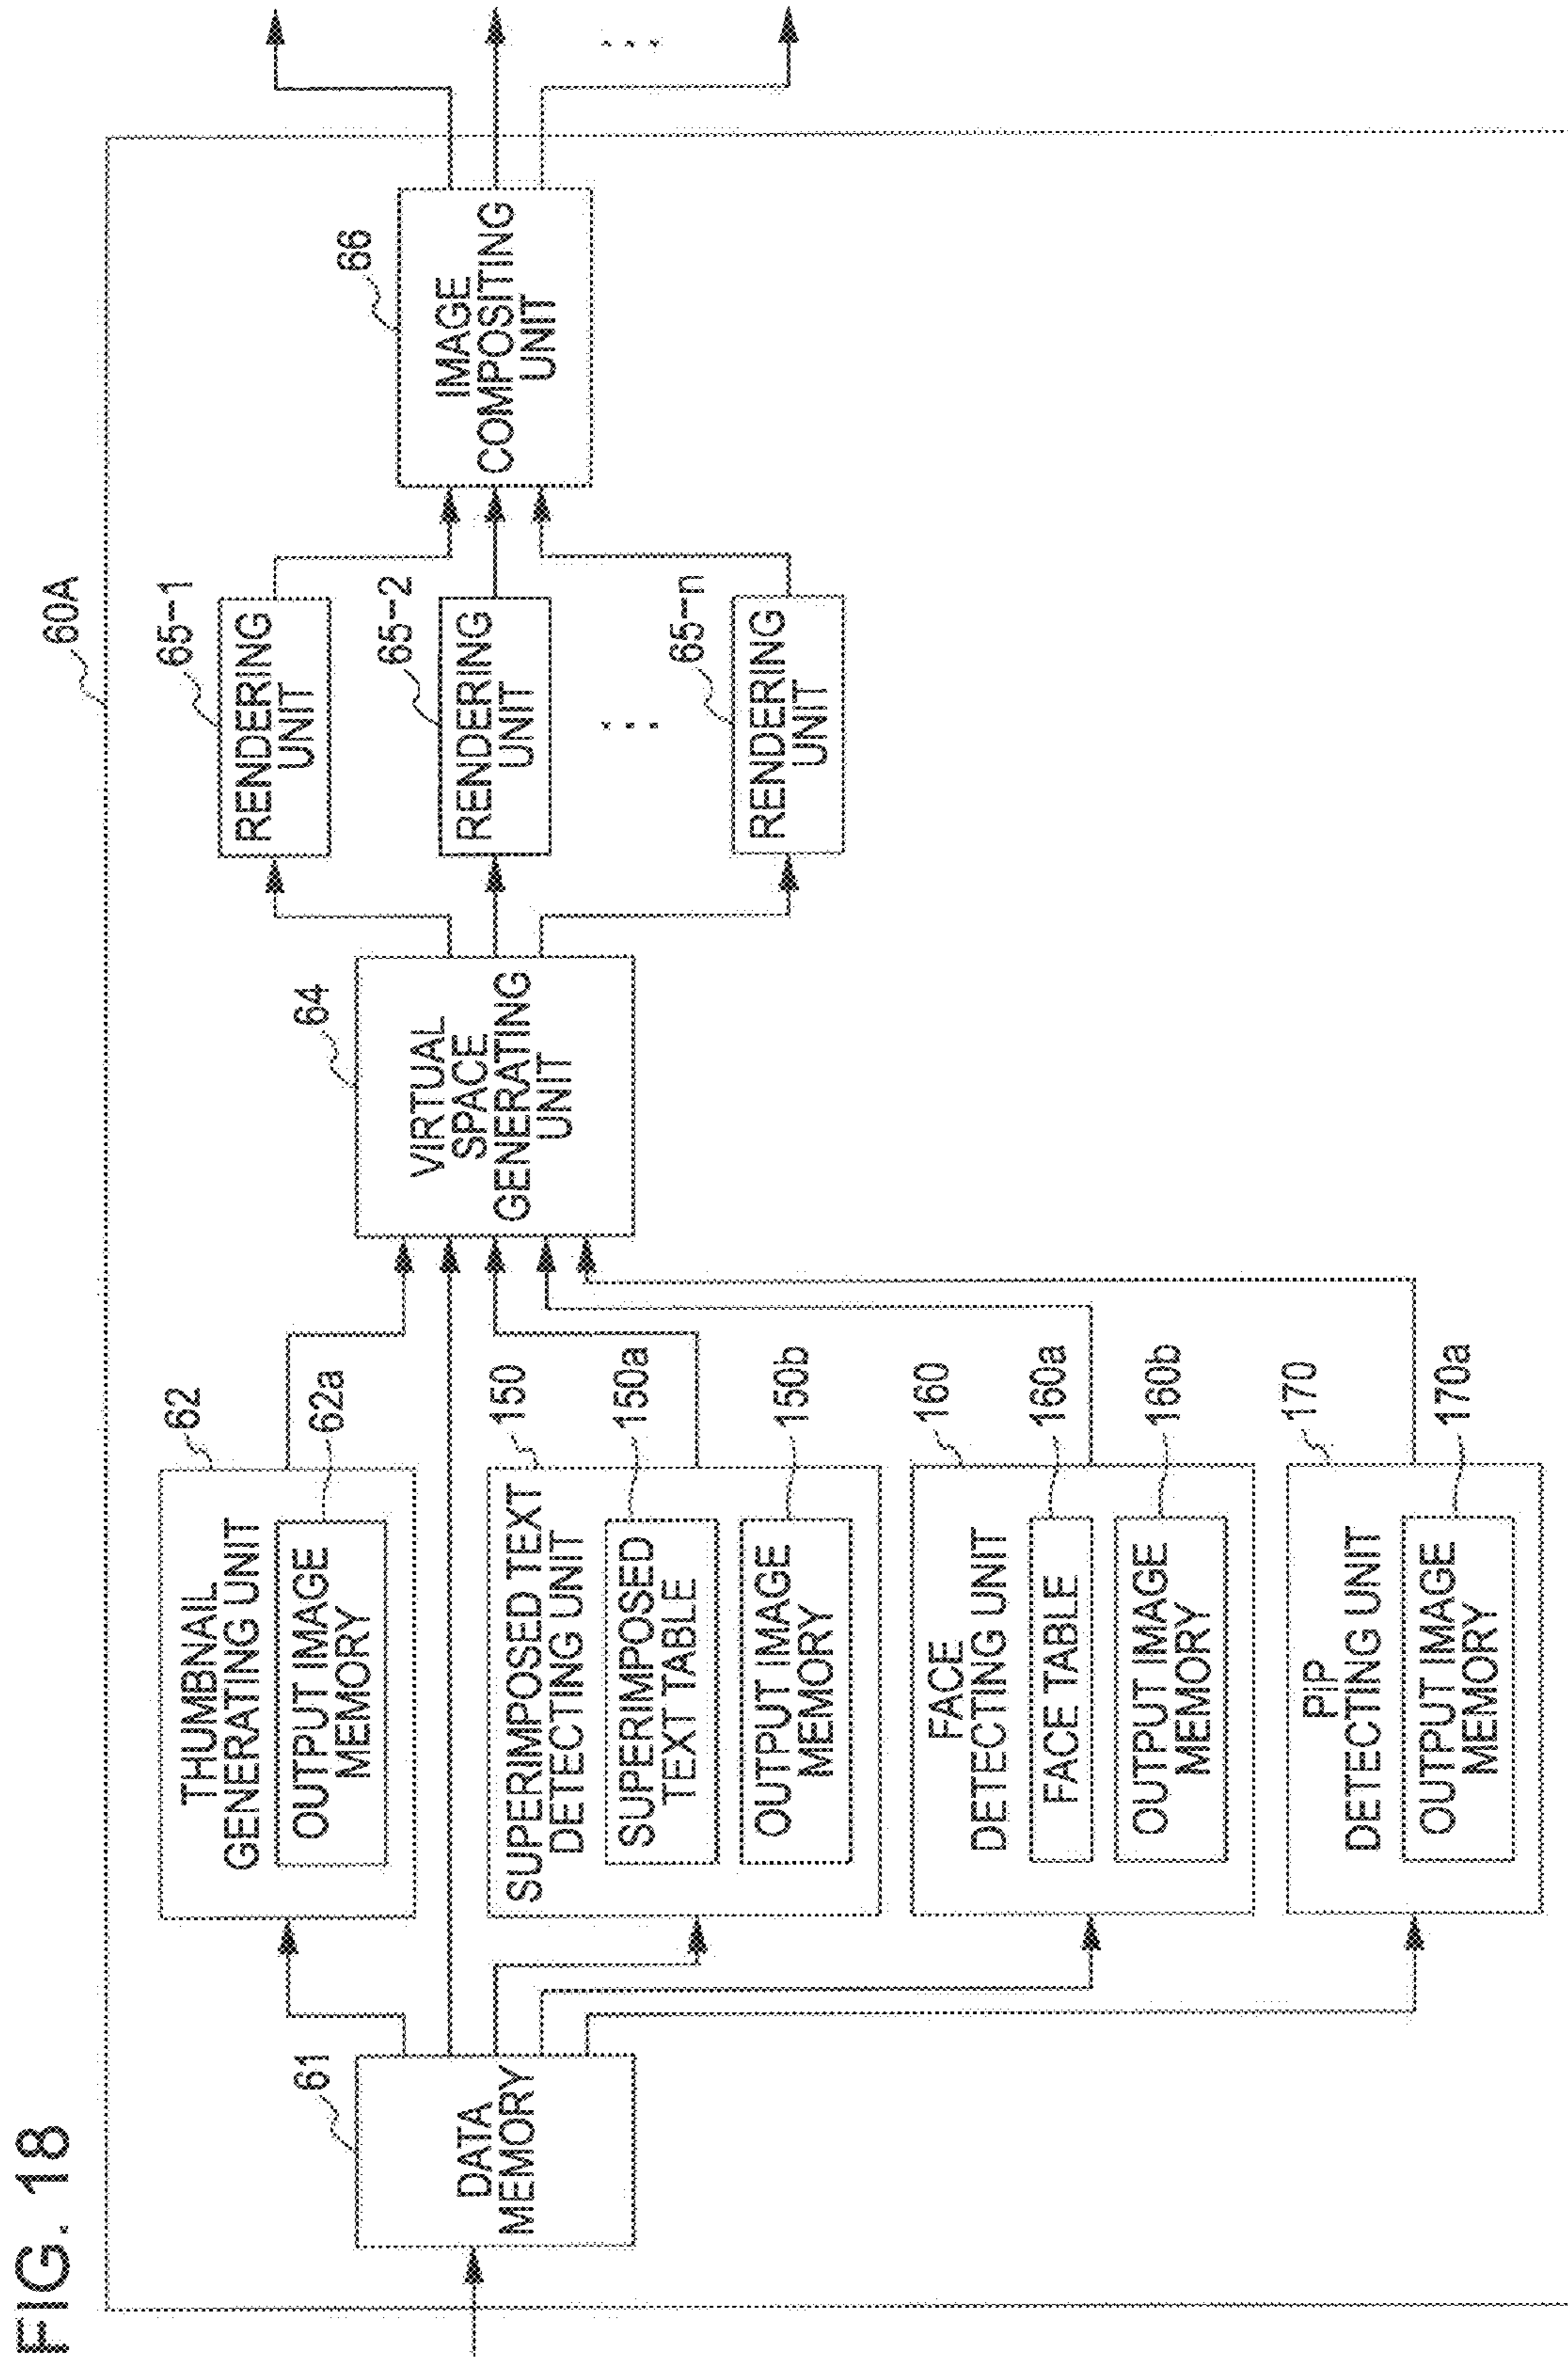 FIG. 18
60A
61
DATA
MEMORY
62
THUMBNAIL
GENERATING UNIT
62a
OUTPUT IMAGE
MEMORY
150
SUPERIMPOSED TEXT
DETECTING UNIT
150a
SUPERIMPOSED
TEXT TABLE
150b
OUTPUT IMAGE
MEMORY
160
FACE
DETECTING UNIT
160a
FACE TABLE
160b
OUTPUT IMAGE
MEMORY
170
PiP
DETECTING UNIT
170a
OUTPUT IMAGE
MEMORY
64
VIRTUAL
SPACE
GENERATING
UNIT
65-1
RENDERING
UNIT
65-2
RENDERING
UNIT
...
65-n
RENDERING
UNIT
66
IMAGE
COMPOSITING
UNIT
...